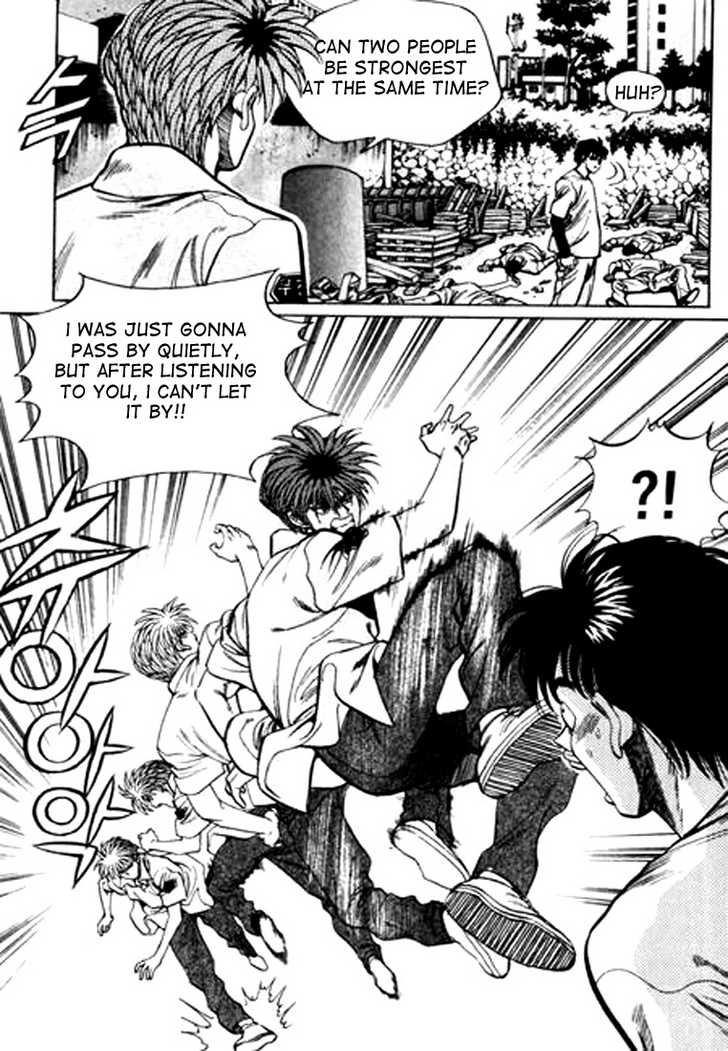 CAN TWO PEOPLE
BE STRONGEST
AT THE SAME TIME?
HUH?
I WAS JUST GONNA
PASS BY QUIETLY,
BUT AFTER LISTENING
TO YOU, I CAN'T LET
IT BY!!
?!